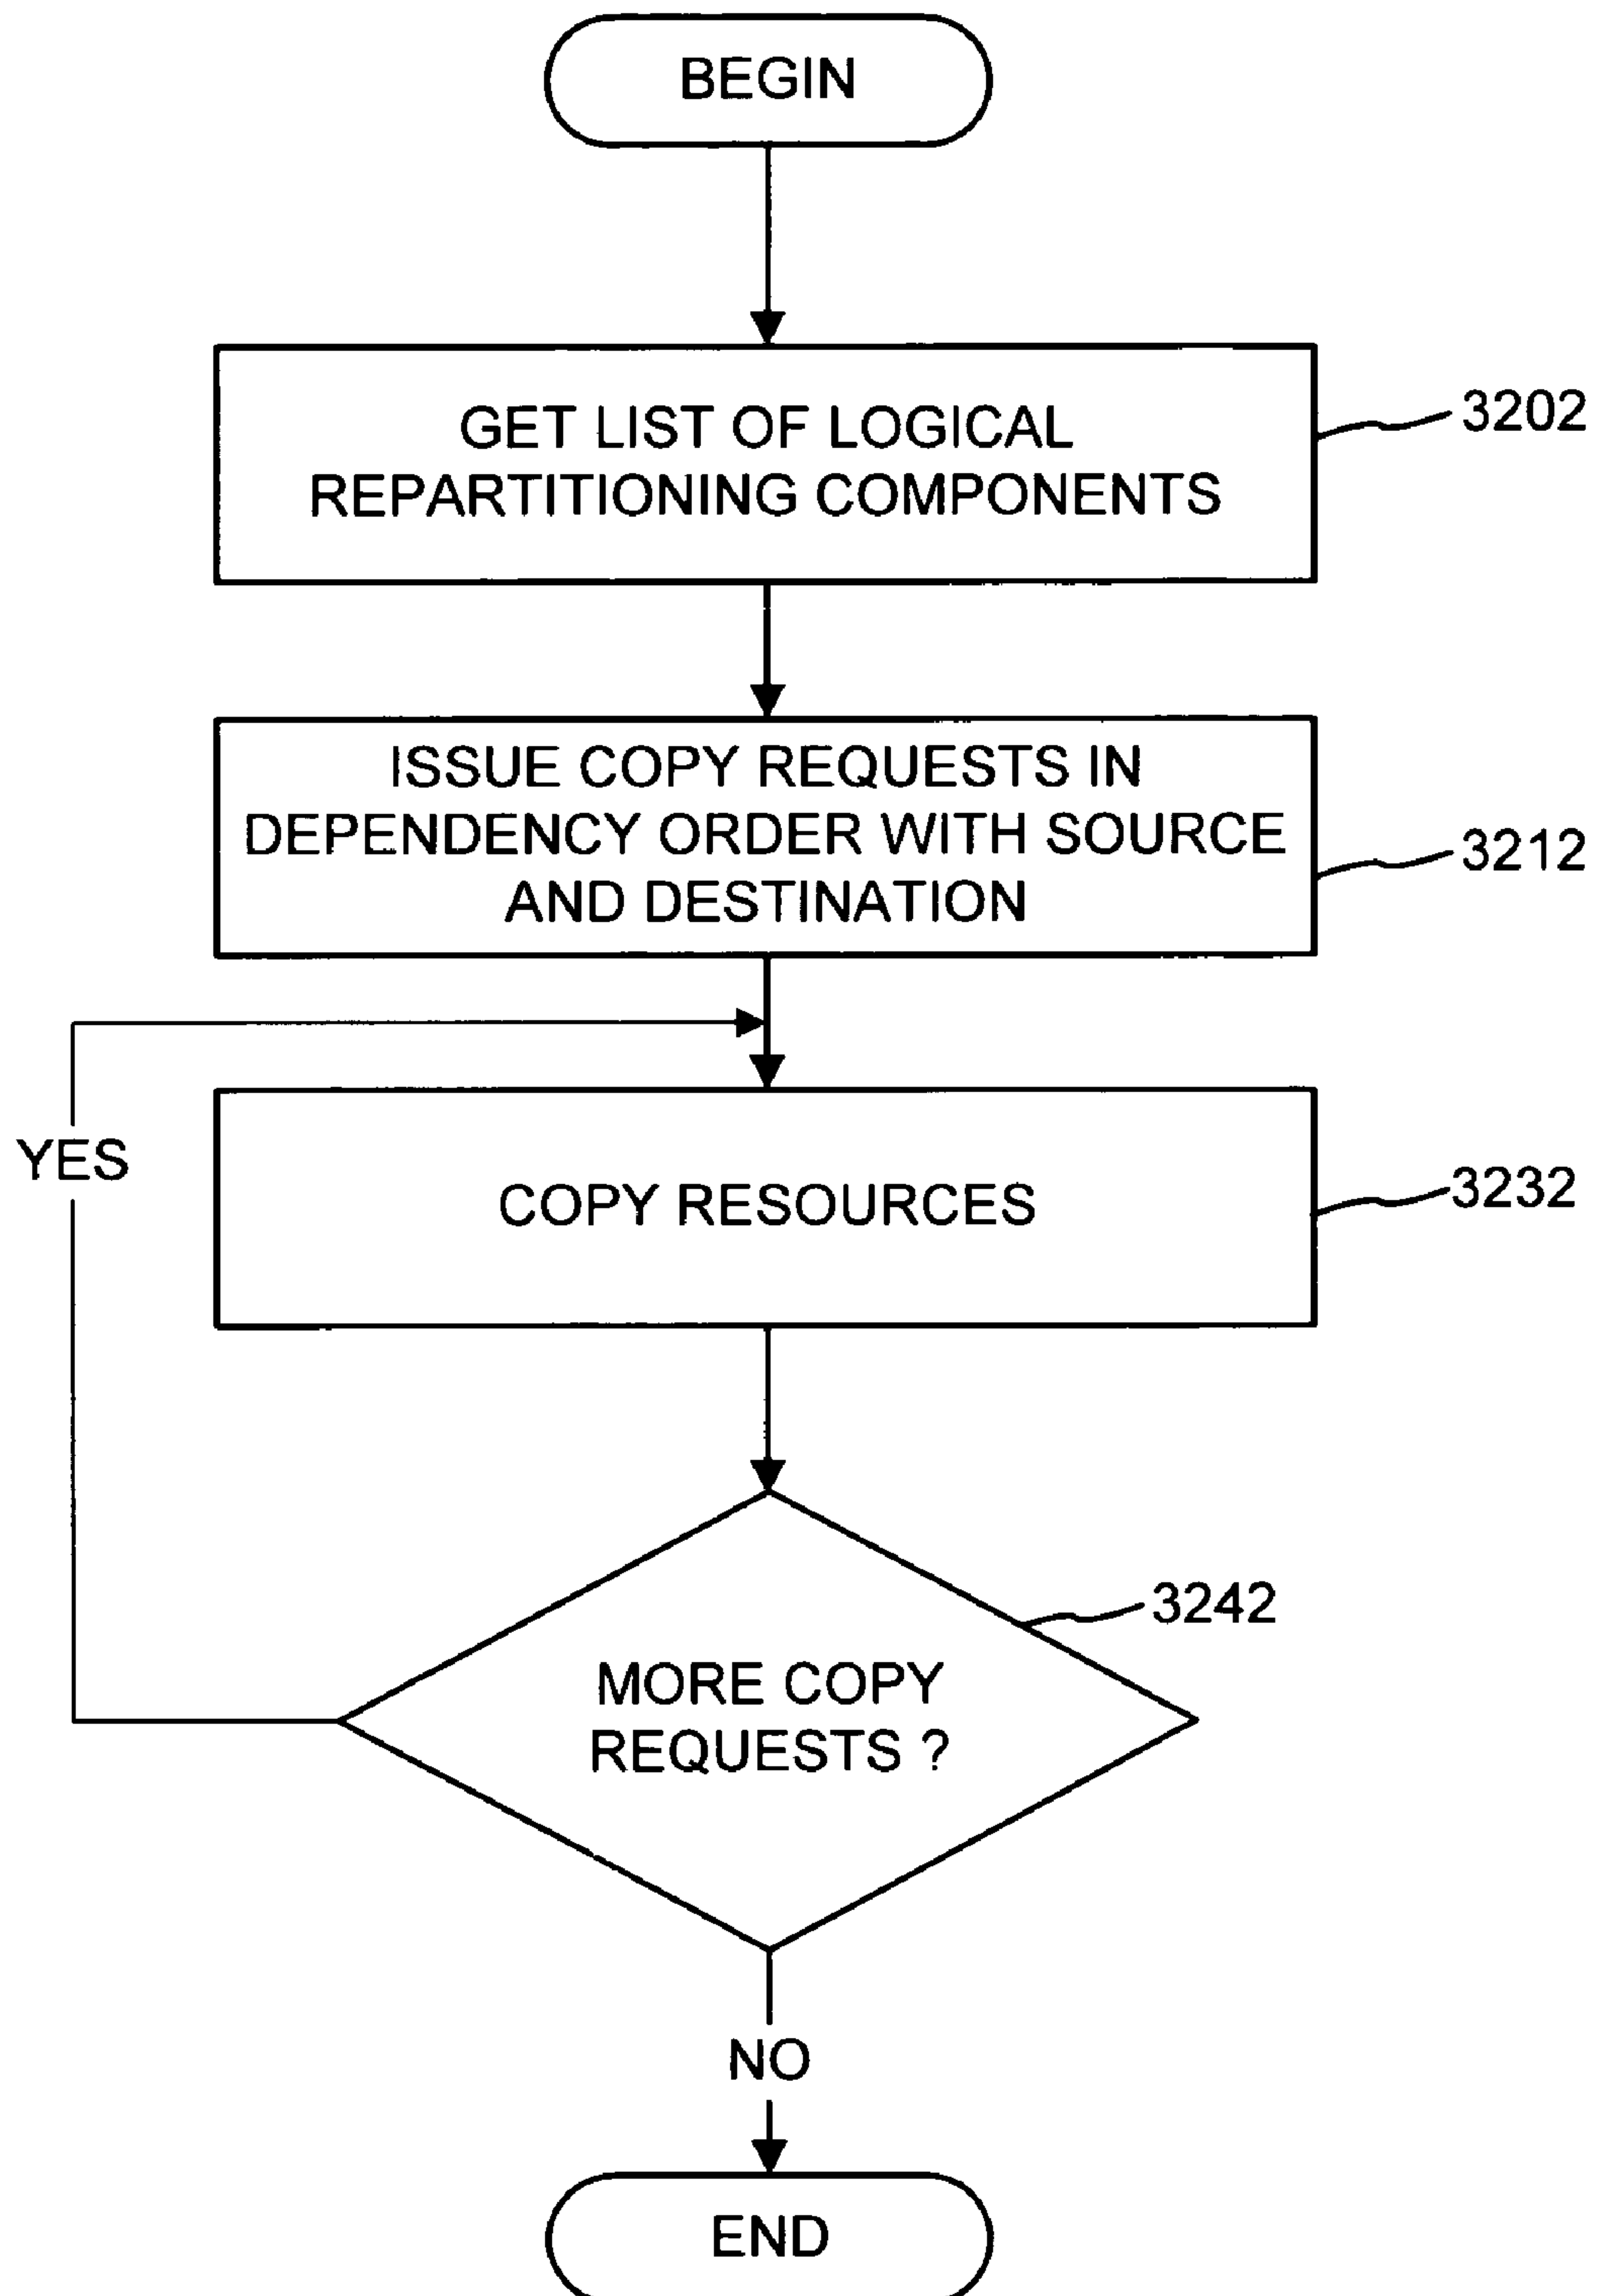 BEGIN
GET LIST OF LOGICAL
REPARTITIONING COMPONENTS
3202
ISSUE COPY REQUESTS IN
DEPENDENCY ORDER WITH SOURCE
AND DESTINATION
3212
YES
COPY RESOURCES
3232
3242
MORE COPY
REQUESTS ?
NO
END